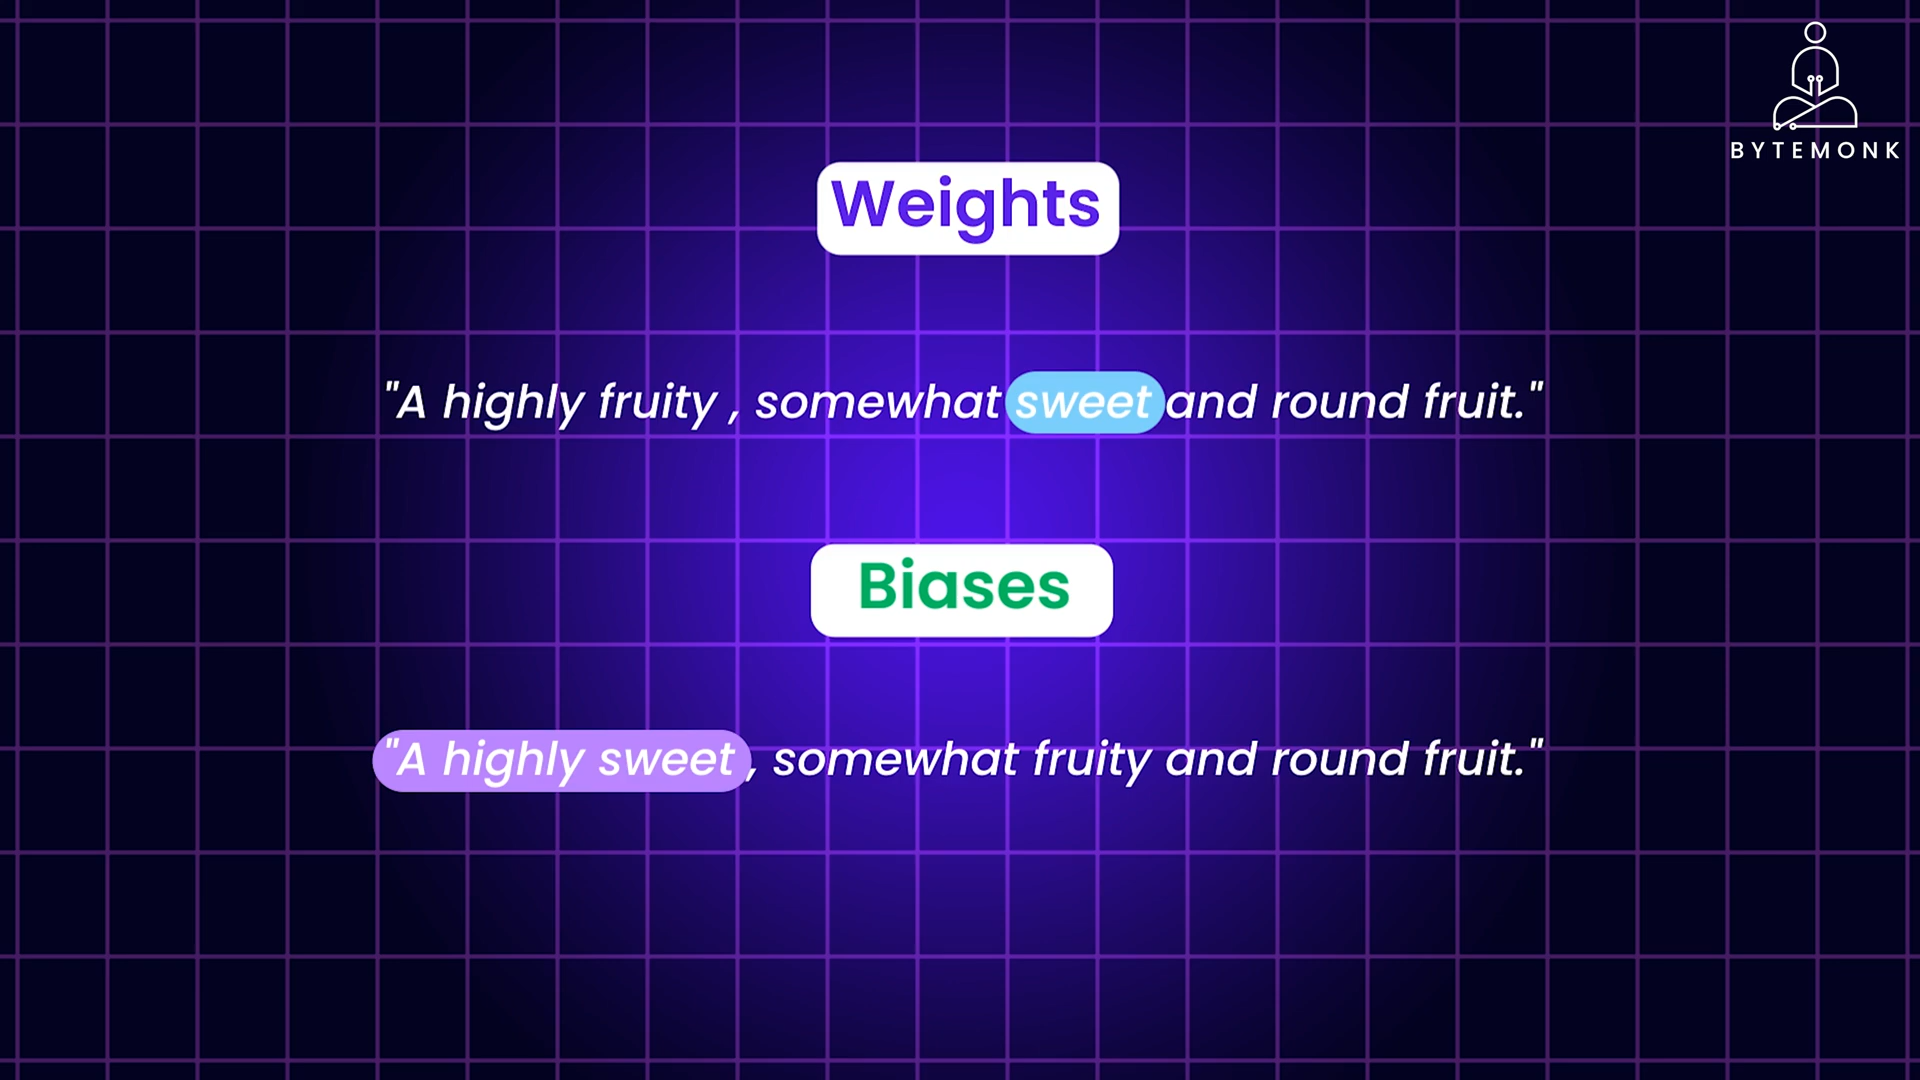 BYTEMONK
Weights
"A highly fruity , somewhat sweet and round fruit."
Biases
"A highly sweet , somewhat fruity and round fruit."